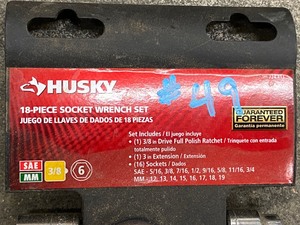 HUSKY
#49
18-PIECE SOCKET WRENCH SET
JUEGO DE LLAVES DE DADOS DE 18 PIEZAS
GUARANTEED
FOREVER
Garantía permanente
Set Includes / El juego incluye
• (1) 3/8 in Drive Full Polish Ratchet / Trinquete con entrada
totalmente pulido
• (1) 3 in Extension / Extensión
• (16) Sockets / Dados
SAE - 5/16, 3/8, 7/16, 1/2, 9/16, 5/8, 11/16, 3/4
MM - 12, 13, 14, 15, 16, 17, 18, 19
SAE
MM
3/8
6